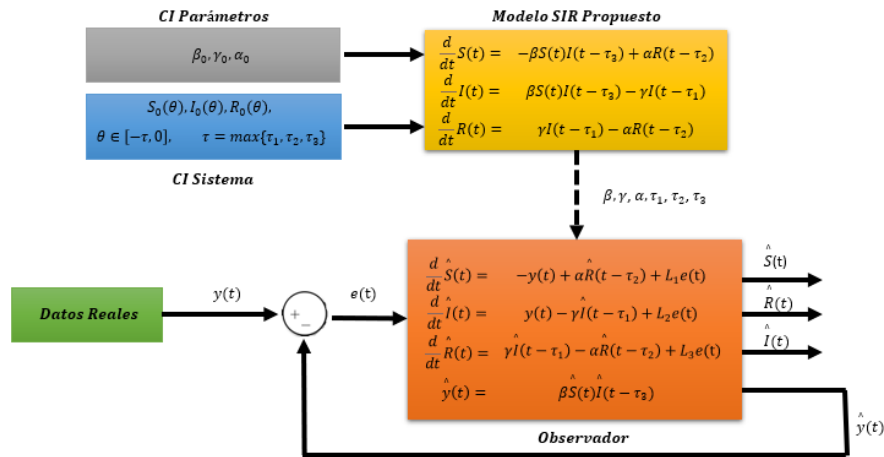 CI Parámetros
Modelo SIR Propuesto
β₀, γ₀, α₀
d/dt S(t) = -βS(t)I(t − τ₃) + αR(t − τ₂)
d/dt I(t) = βS(t)I(t − τ₃) − γI(t − τ₁)
d/dt R(t) = γI(t − τ₁) − αR(t − τ₂)
S₀(θ), I₀(θ), R₀(θ),
θ ∈ [−τ, 0], τ = max{τ₁, τ₂, τ₃}
CI Sistema
β, γ, α, τ₁, τ₂, τ₃
Datos Reales
y(t)
+
−
e(t)
d/dt Ŝ(t) = −y(t) + αR̂(t − τ₂) + L₁e(t)
d/dt Î(t) = y(t) − γÎ(t − τ₁) + L₂e(t)
d/dt R̂(t) = γÎ(t − τ₁) − αR̂(t − τ₂) + L₃e(t)
ŷ(t) = βŜ(t)Î(t − τ₃)
Ŝ(t)
R̂(t)
Î(t)
ŷ(t)
Observador